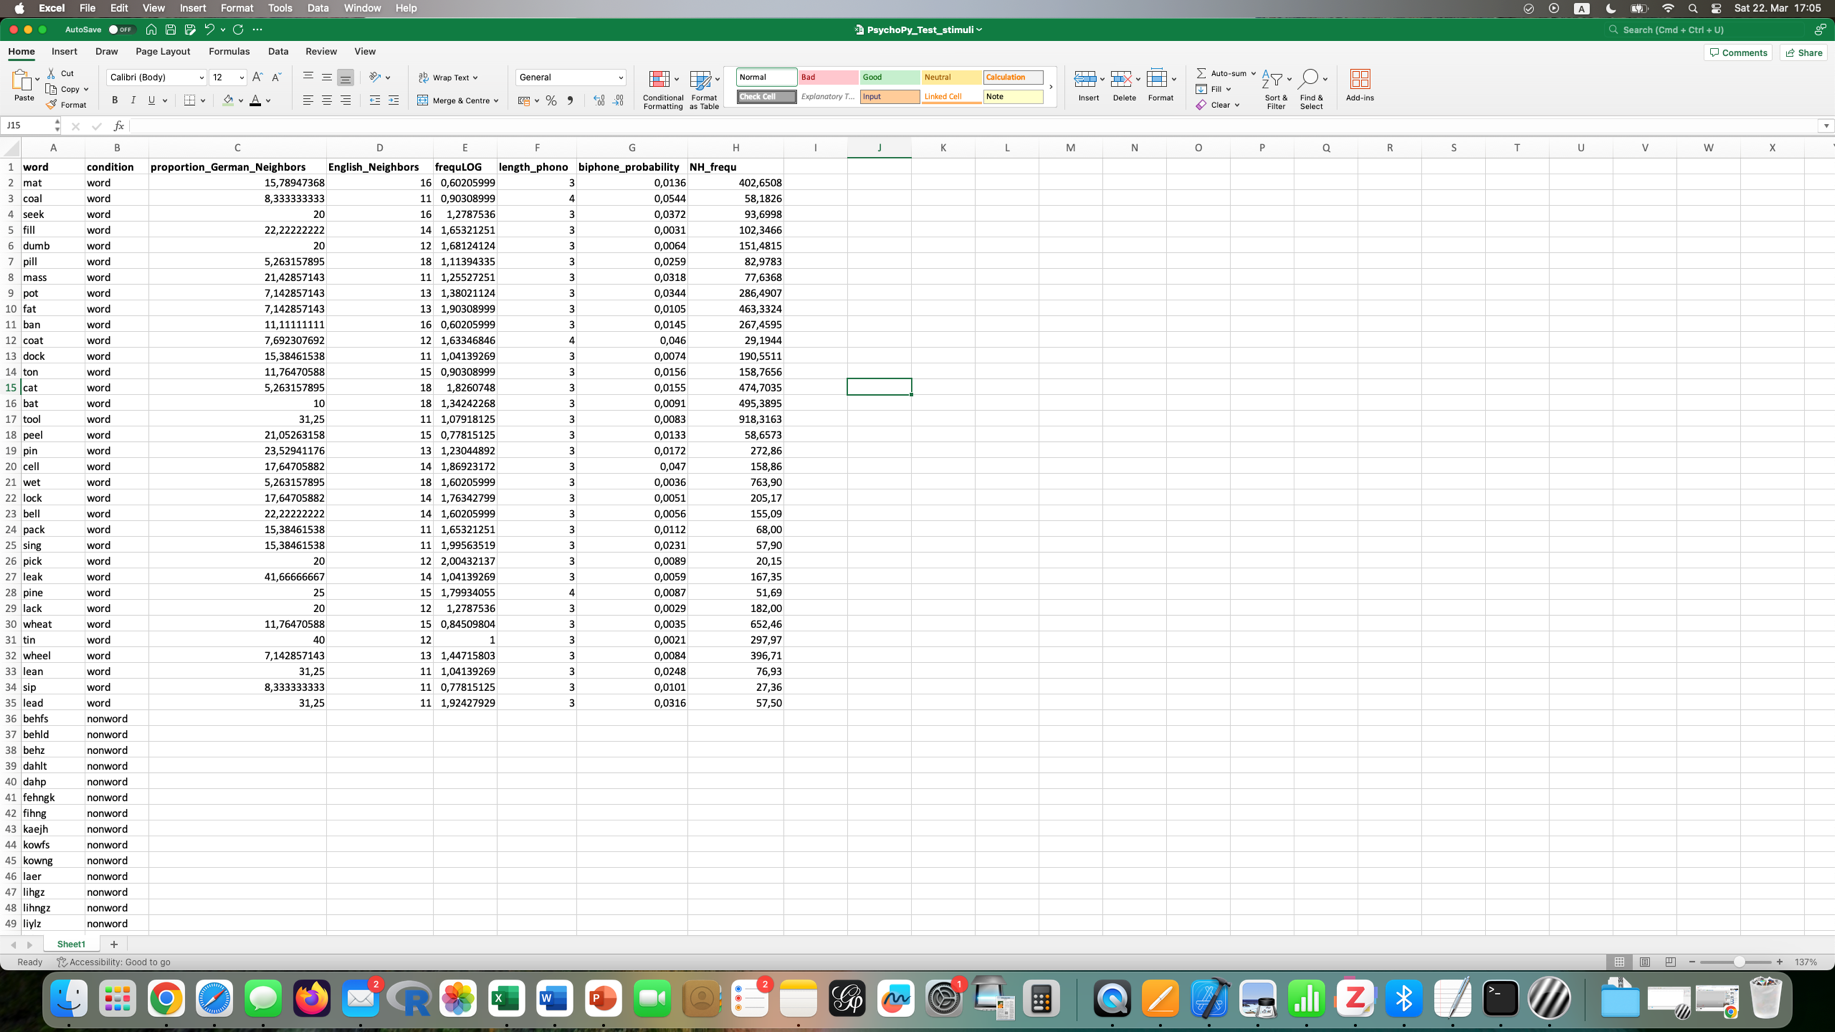 Excel File Edit View Insert Format Tools Data Window Help A Sat 22. Mar 17:05
AutoSave OFF PsychoPy_Test_stimuli Search (Cmd + Ctrl + U)
Home Insert Draw Page Layout Formulas Data Review View Comments Share
Paste Cut Copy Format Calibri (Body) 12 Wrap Text General Normal Bad Good Neutral Calculation Auto-sum
B I U A Merge & Centre % Conditional Formatting Format as Table Check Cell Explanatory T... Input Linked Cell Note Insert Delete Format Fill Clear Sort & Filter Find & Select Add-ins
J15 fx
A B C D E F G H I J K L M N O P Q R S T U V W X
1 word condition proportion_German_Neighbors English_Neighbors frequLOG length_phono biphone_probability NH_frequ
2 mat word 15,78947368 16 0,60205999 3 0,0136 402,6508
3 coal word 8,333333333 11 0,90308999 4 0,0544 58,1826
4 seek word 20 16 1,2787536 3 0,0372 93,6998
5 fill word 22,22222222 14 1,65321251 3 0,0031 102,3466
6 dumb word 20 12 1,68124124 3 0,0064 151,4815
7 pill word 5,263157895 18 1,11394335 3 0,0259 82,9783
8 mass word 21,42857143 11 1,25527251 3 0,0318 77,6368
9 pot word 7,142857143 13 1,38021124 3 0,0344 286,4907
10 fat word 7,142857143 13 1,90308999 3 0,0105 463,3324
11 ban word 11,11111111 16 0,60205999 3 0,0145 267,4595
12 coat word 7,692307692 12 1,63346846 4 0,046 29,1944
13 dock word 15,38461538 11 1,04139269 3 0,0074 190,5511
14 ton word 11,76470588 15 0,90308999 3 0,0156 158,7656
15 cat word 5,263157895 18 1,8260748 3 0,0155 474,7035
16 bat word 10 18 1,34242268 3 0,0091 495,3895
17 tool word 31,25 11 1,07918125 3 0,0083 918,3163
18 peel word 21,05263158 15 0,77815125 3 0,0133 58,6573
19 pin word 23,52941176 13 1,23044892 3 0,0172 272,86
20 cell word 17,64705882 14 1,86923172 3 0,047 158,86
21 wet word 5,263157895 18 1,60205999 3 0,0036 763,90
22 lock word 17,64705882 14 1,76342799 3 0,0051 205,17
23 bell word 22,22222222 14 1,60205999 3 0,0056 155,09
24 pack word 15,38461538 11 1,65321251 3 0,0112 68,00
25 sing word 15,38461538 11 1,99563519 3 0,0231 57,90
26 pick word 20 12 2,00432137 3 0,0089 20,15
27 leak word 41,66666667 14 1,04139269 3 0,0059 167,35
28 pine word 25 15 1,79934055 4 0,0087 51,69
29 lack word 20 12 1,2787536 3 0,0029 182,00
30 wheat word 11,76470588 15 0,84509804 3 0,0035 652,46
31 tin word 40 12 1 3 0,0021 297,97
32 wheel word 7,142857143 13 1,44715803 3 0,0084 396,71
33 lean word 31,25 11 1,04139269 3 0,0248 76,93
34 sip word 8,333333333 11 0,77815125 3 0,0101 27,36
35 lead word 31,25 11 1,92427929 3 0,0316 57,50
36 behfs nonword
37 behld nonword
38 behz nonword
39 dahlt nonword
40 dahp nonword
41 fehngk nonword
42 fihng nonword
43 kaejh nonword
44 kowfs nonword
45 kowng nonword
46 laer nonword
47 lihgz nonword
48 lihngz nonword
49 liylz nonword
Sheet1 +
Ready Accessibility: Good to go 137%
2 2 1